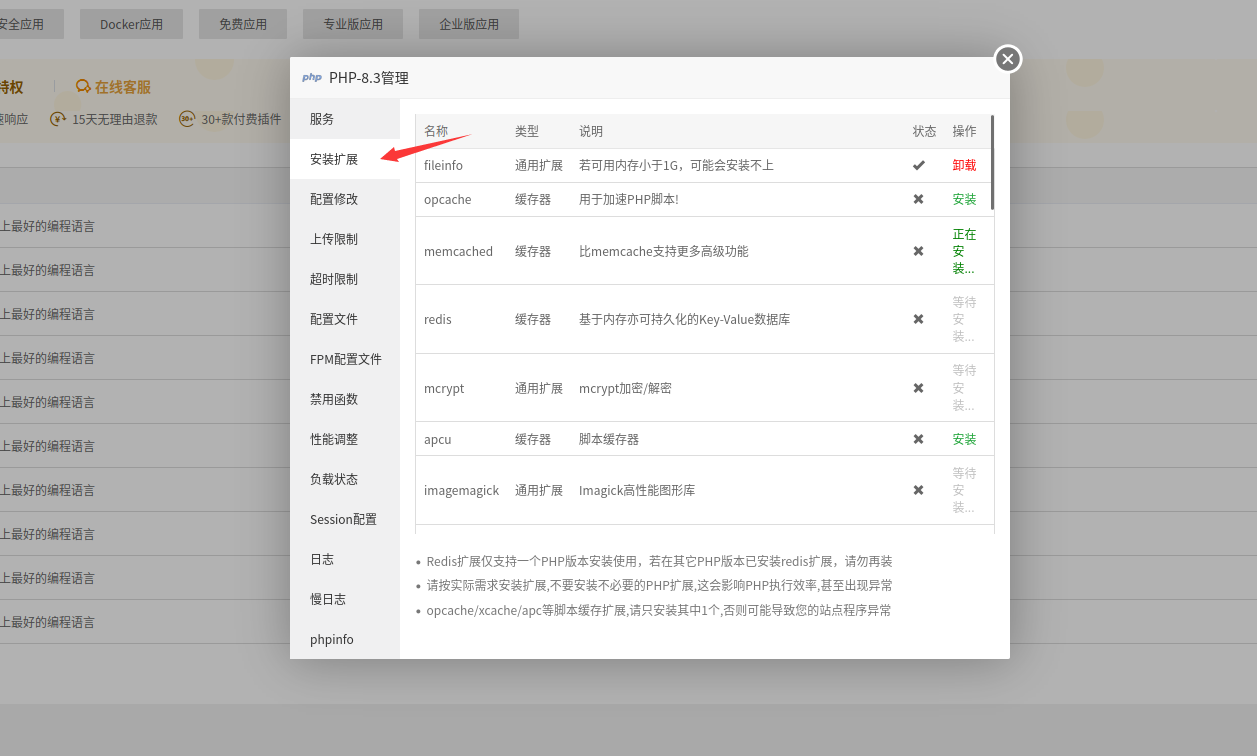 安全应用 Docker应用 免费应用 专业版应用 企业版应用
特权 在线客服
速响应 15天无理由退款 30+ 30+款付费插件
上最好的编程语言
上最好的编程语言
上最好的编程语言
上最好的编程语言
上最好的编程语言
上最好的编程语言
上最好的编程语言
上最好的编程语言
上最好的编程语言
上最好的编程语言
php PHP-8.3管理
服务
安装扩展
配置修改
上传限制
超时限制
配置文件
FPM配置文件
禁用函数
性能调整
负载状态
Session配置
日志
慢日志
phpinfo
名称 类型 说明 状态 操作
fileinfo 通用扩展 若可用内存小于1G，可能会安装不上 卸载
opcache 缓存器 用于加速PHP脚本! 安装
memcached 缓存器 比memcache支持更多高级功能 正在
安
装...
redis 缓存器 基于内存亦可持久化的Key-Value数据库 等待
安
装...
mcrypt 通用扩展 mcrypt加密/解密 等待
安
装...
apcu 缓存器 脚本缓存器 安装
imagemagick 通用扩展 Imagick高性能图形库 等待
安
装...
• Redis扩展仅支持一个PHP版本安装使用，若在其它PHP版本已安装redis扩展，请勿再装
• 请按实际需求安装扩展,不要安装不必要的PHP扩展,这会影响PHP执行效率,甚至出现异常
• opcache/xcache/apc等脚本缓存扩展,请只安装其中1个,否则可能导致您的站点程序异常